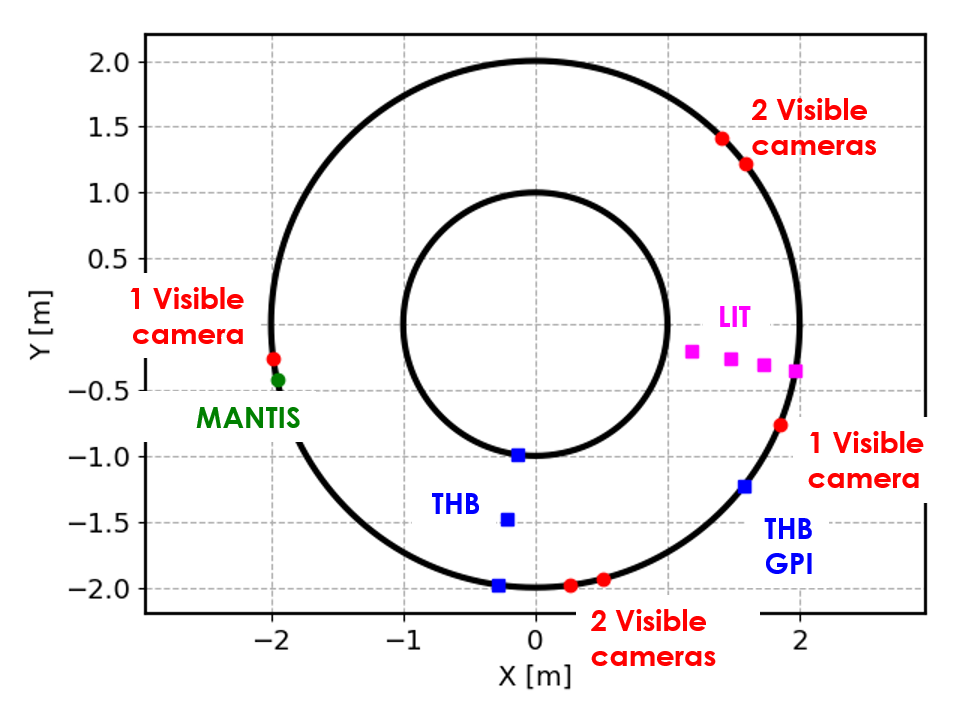 2.0
1.5
1.0
0.5
−0.5
−1.0
−1.5
−2.0
Y [m]
2 Visible
cameras
1 Visible
camera
LIT
MANTIS
1 Visible
camera
THB
THB
GPI
2 Visible
cameras
−2
−1
0
2
X [m]